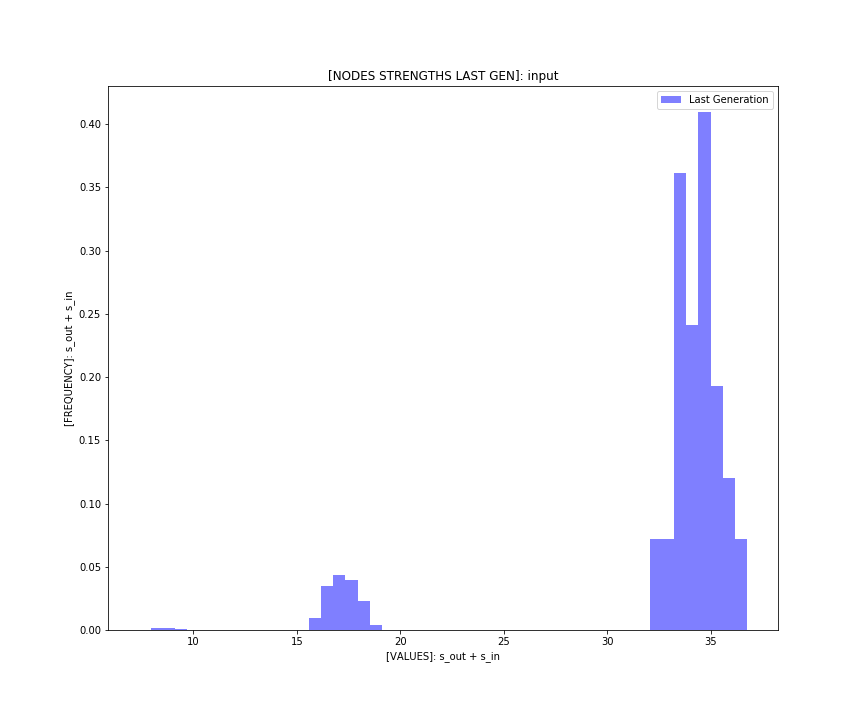 [NODES STRENGTHS LAST GEN]: input
Last Generation
0.40
0.35
0.30
0.25
0.20
0.15
0.10
0.05
0.00
[FREQUENCY]: s_out + s_in
10 15 20 25 30 35
[VALUES]: s_out + s_in